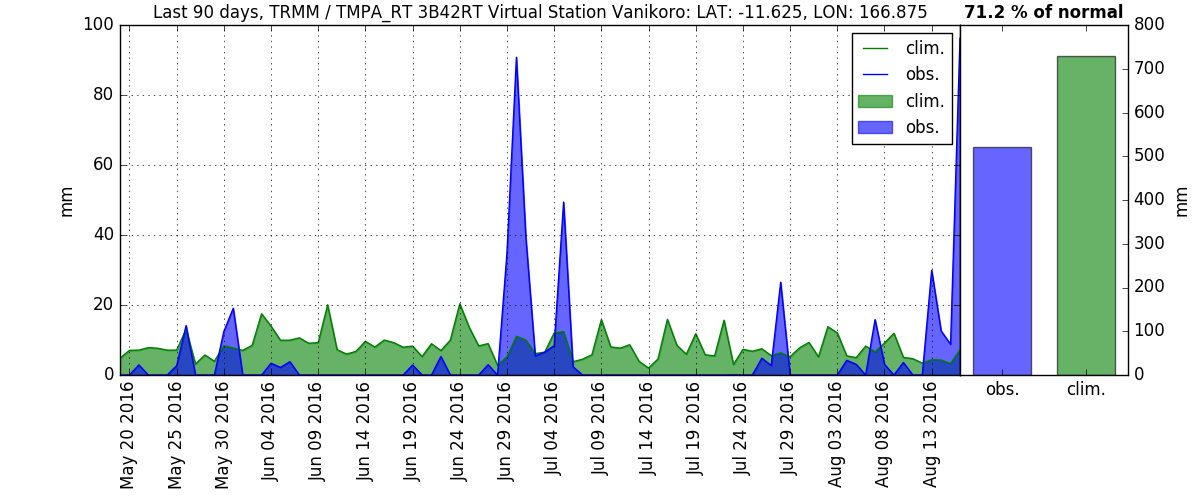 Last 90 days, TRMM / TMPA_RT 3B42RT Virtual Station Vanikoro: LAT: -11.625, LON: 166.875
71.2 % of normal
100
80
60
40
20
0
mm
clim.
obs.
clim.
obs.
800
700
600
500
400
300
200
100
0
mm
May 20 2016
May 25 2016
May 30 2016
Jun 04 2016
Jun 09 2016
Jun 14 2016
Jun 19 2016
Jun 24 2016
Jun 29 2016
Jul 04 2016
Jul 09 2016
Jul 14 2016
Jul 19 2016
Jul 24 2016
Jul 29 2016
Aug 03 2016
Aug 08 2016
Aug 13 2016
obs.
clim.